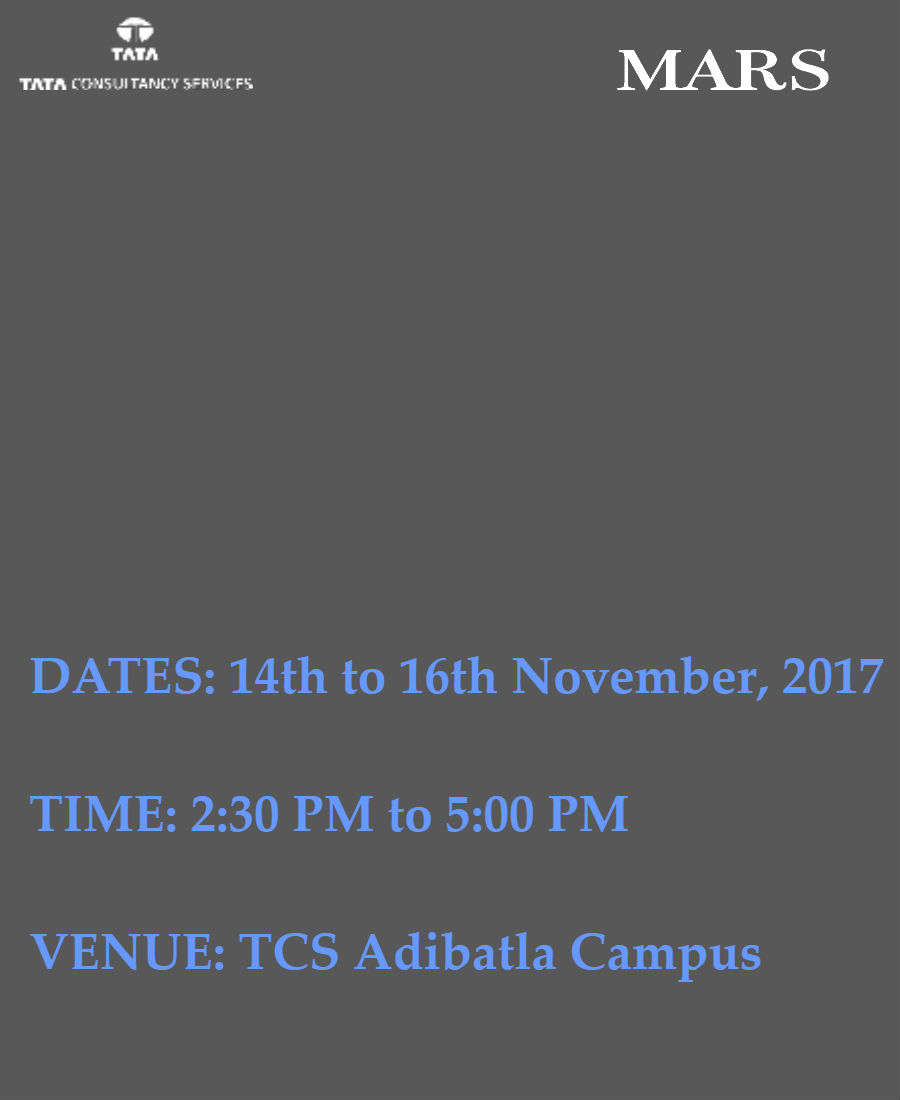 TATA
TATA CONSULTANCY SERVICES
MARS
DATES: 14th to 16th November, 2017
TIME: 2:30 PM to 5:00 PM
VENUE: TCS Adibatla Campus